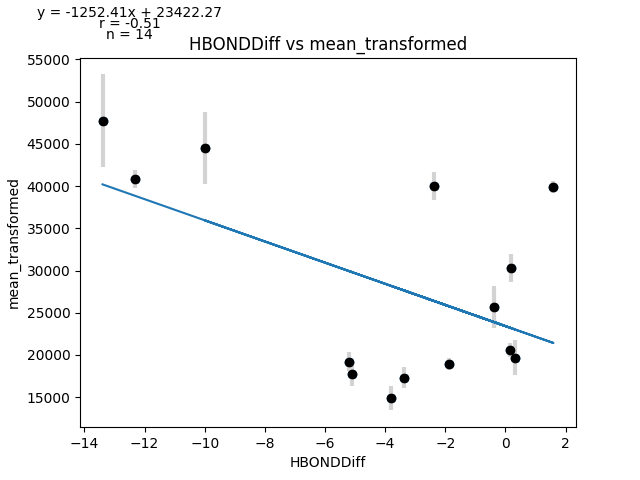 y = -1252.41x + 23422.27
r = -0.51
n = 14
HBONDDiff vs mean_transformed
55000
50000
45000
40000
35000
30000
25000
20000
15000
mean_transformed
−14 −12 −10 −8 −6 −4 −2 0 2
HBONDDiff